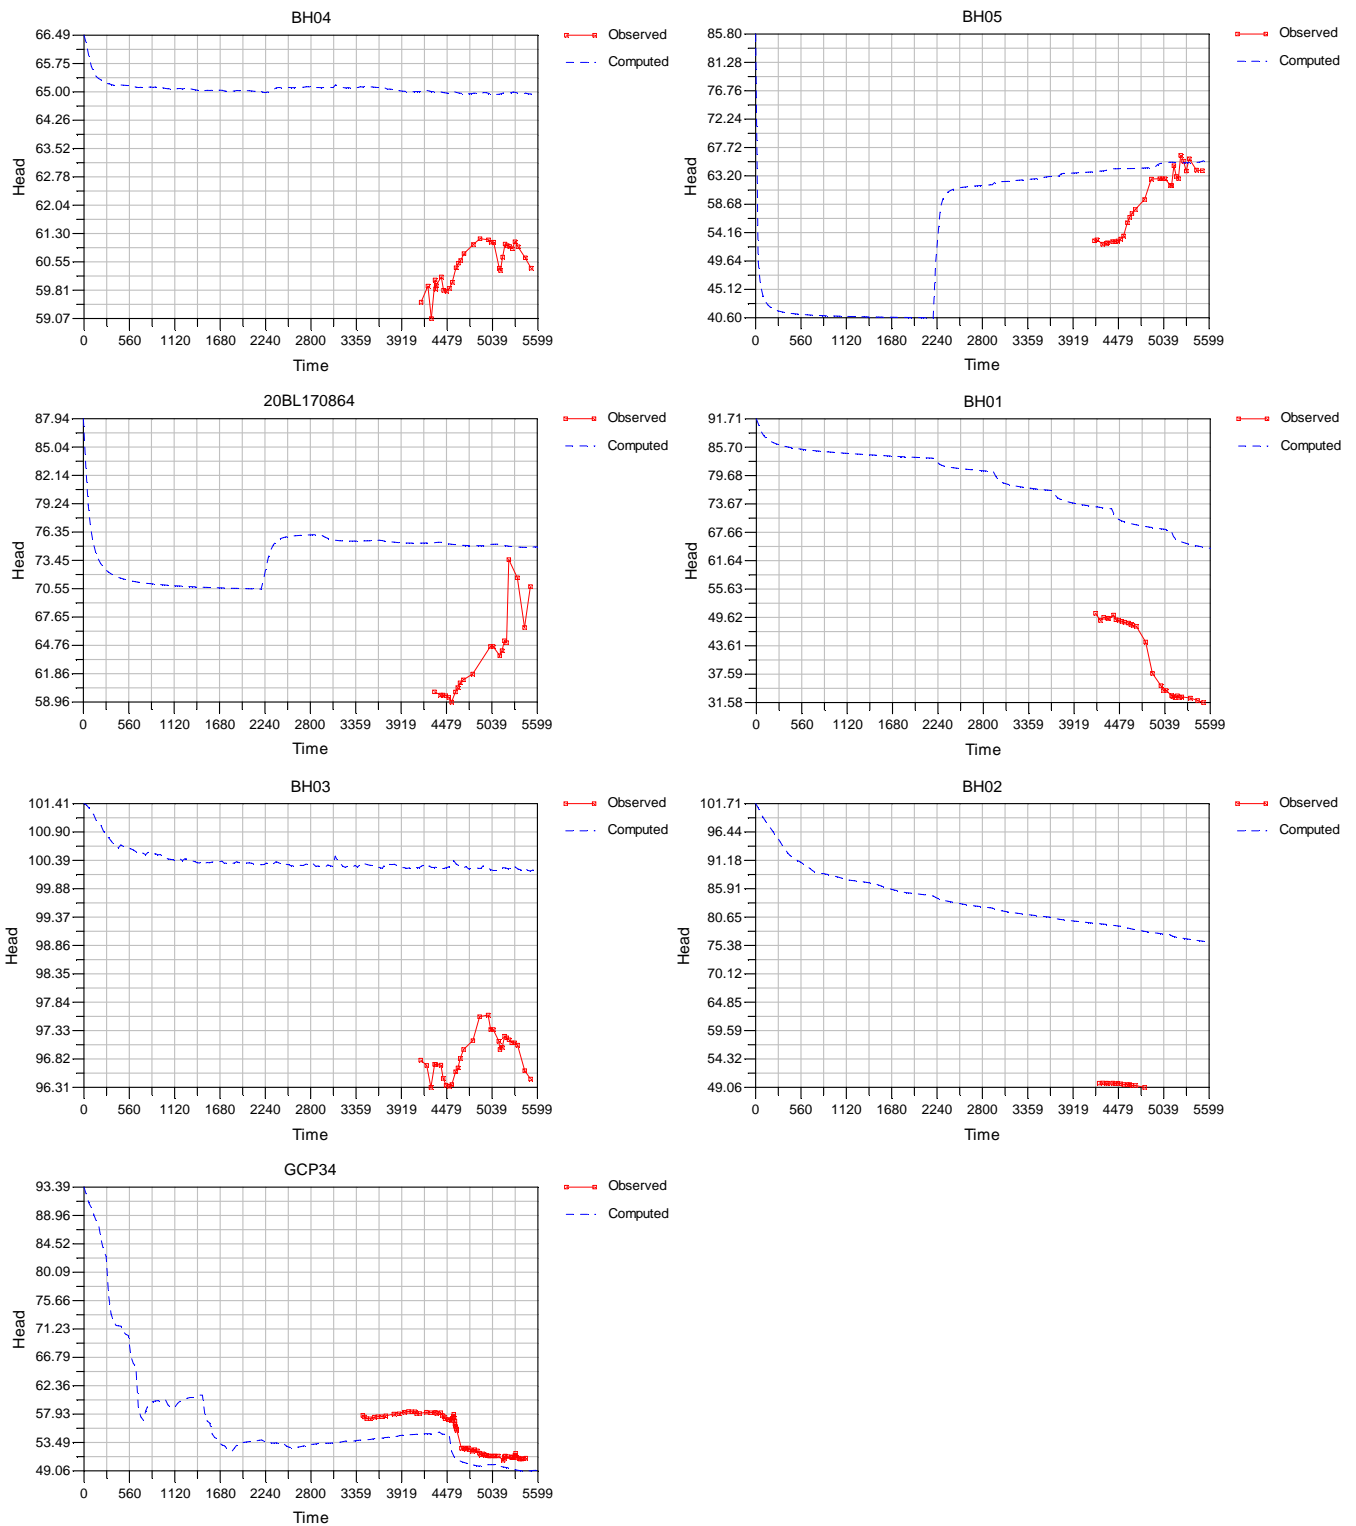 BH04
66.49
65.75
65.00
64.26
63.52
62.78
62.04
61.30
60.55
59.81
59.07
Head
0 560 1120 1680 2240 2800 3359 3919 4479 5039 5599
Time
Observed
Computed
BH05
85.80
81.28
76.76
72.24
67.72
63.20
58.68
54.16
49.64
45.12
40.60
Head
0 560 1120 1680 2240 2800 3359 3919 4479 5039 5599
Time
Observed
Computed
20BL170864
87.94
85.04
82.14
79.24
76.35
73.45
70.55
67.65
64.76
61.86
58.96
Head
0 560 1120 1680 2240 2800 3359 3919 4479 5039 5599
Time
Observed
Computed
BH01
91.71
85.70
79.68
73.67
67.66
61.64
55.63
49.62
43.61
37.59
31.58
Head
0 560 1120 1680 2240 2800 3359 3919 4479 5039 5599
Time
Observed
Computed
BH03
101.41
100.90
100.39
99.88
99.37
98.86
98.35
97.84
97.33
96.82
96.31
Head
0 560 1120 1680 2240 2800 3359 3919 4479 5039 5599
Time
Observed
Computed
BH02
101.71
96.44
91.18
85.91
80.65
75.38
70.12
64.85
59.59
54.32
49.06
Head
0 560 1120 1680 2240 2800 3359 3919 4479 5039 5599
Time
Observed
Computed
GCP34
93.39
88.96
84.52
80.09
75.66
71.23
66.79
62.36
57.93
53.49
49.06
Head
0 560 1120 1680 2240 2800 3359 3919 4479 5039 5599
Time
Observed
Computed